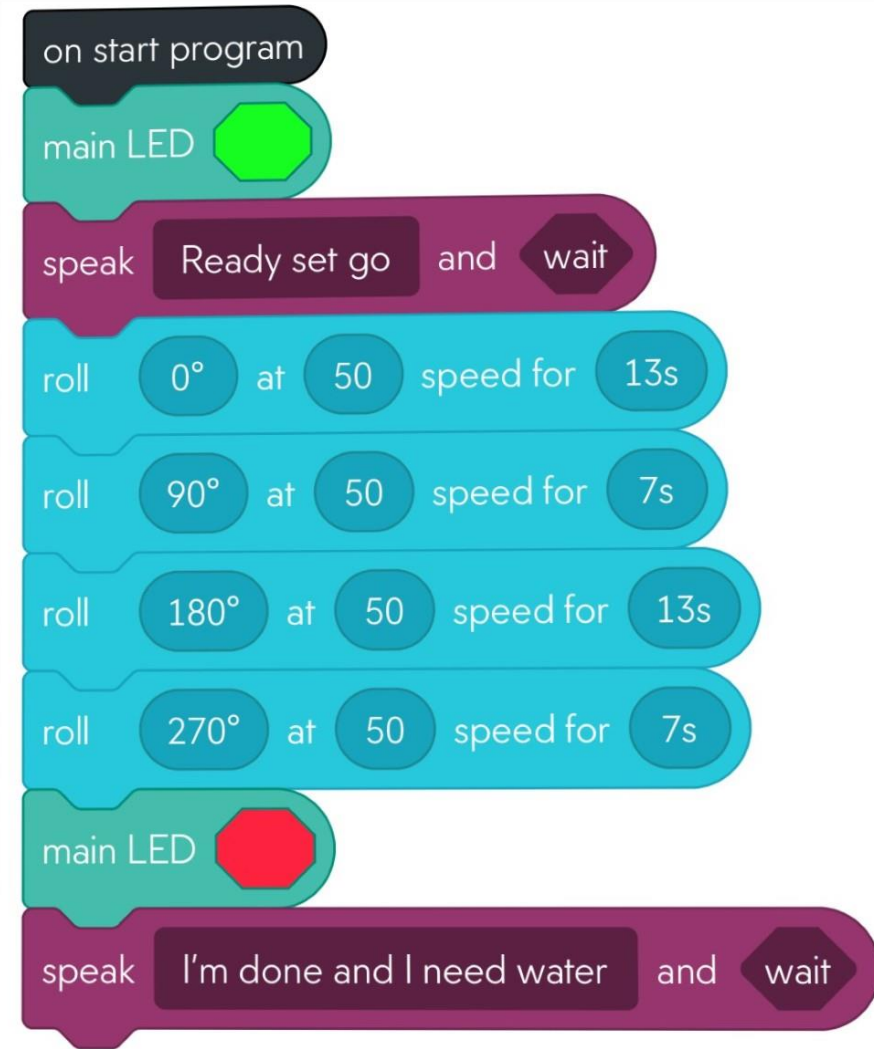 on start program
main LED
speak Ready set go and wait
roll 0° at 50 speed for 13s
roll 90° at 50 speed for 7s
roll 180° at 50 speed for 13s
roll 270° at 50 speed for 7s
main LED
speak I'm done and I need water and wait